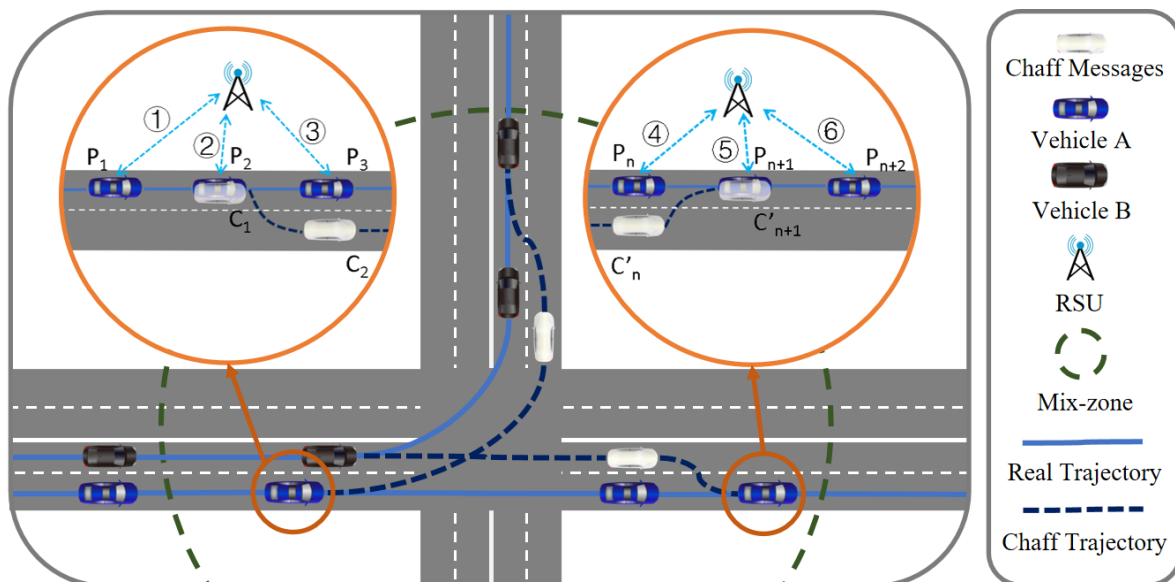 ① ② ③
P₁ P₂ P₃
C₁
C₂
④ ⑤ ⑥
Pₙ Pₙ₊₁ Pₙ₊₂
C'ₙ₊₁
C'ₙ
Chaff Messages
Vehicle A
Vehicle B
RSU
Mix-zone
Real Trajectory
Chaff Trajectory